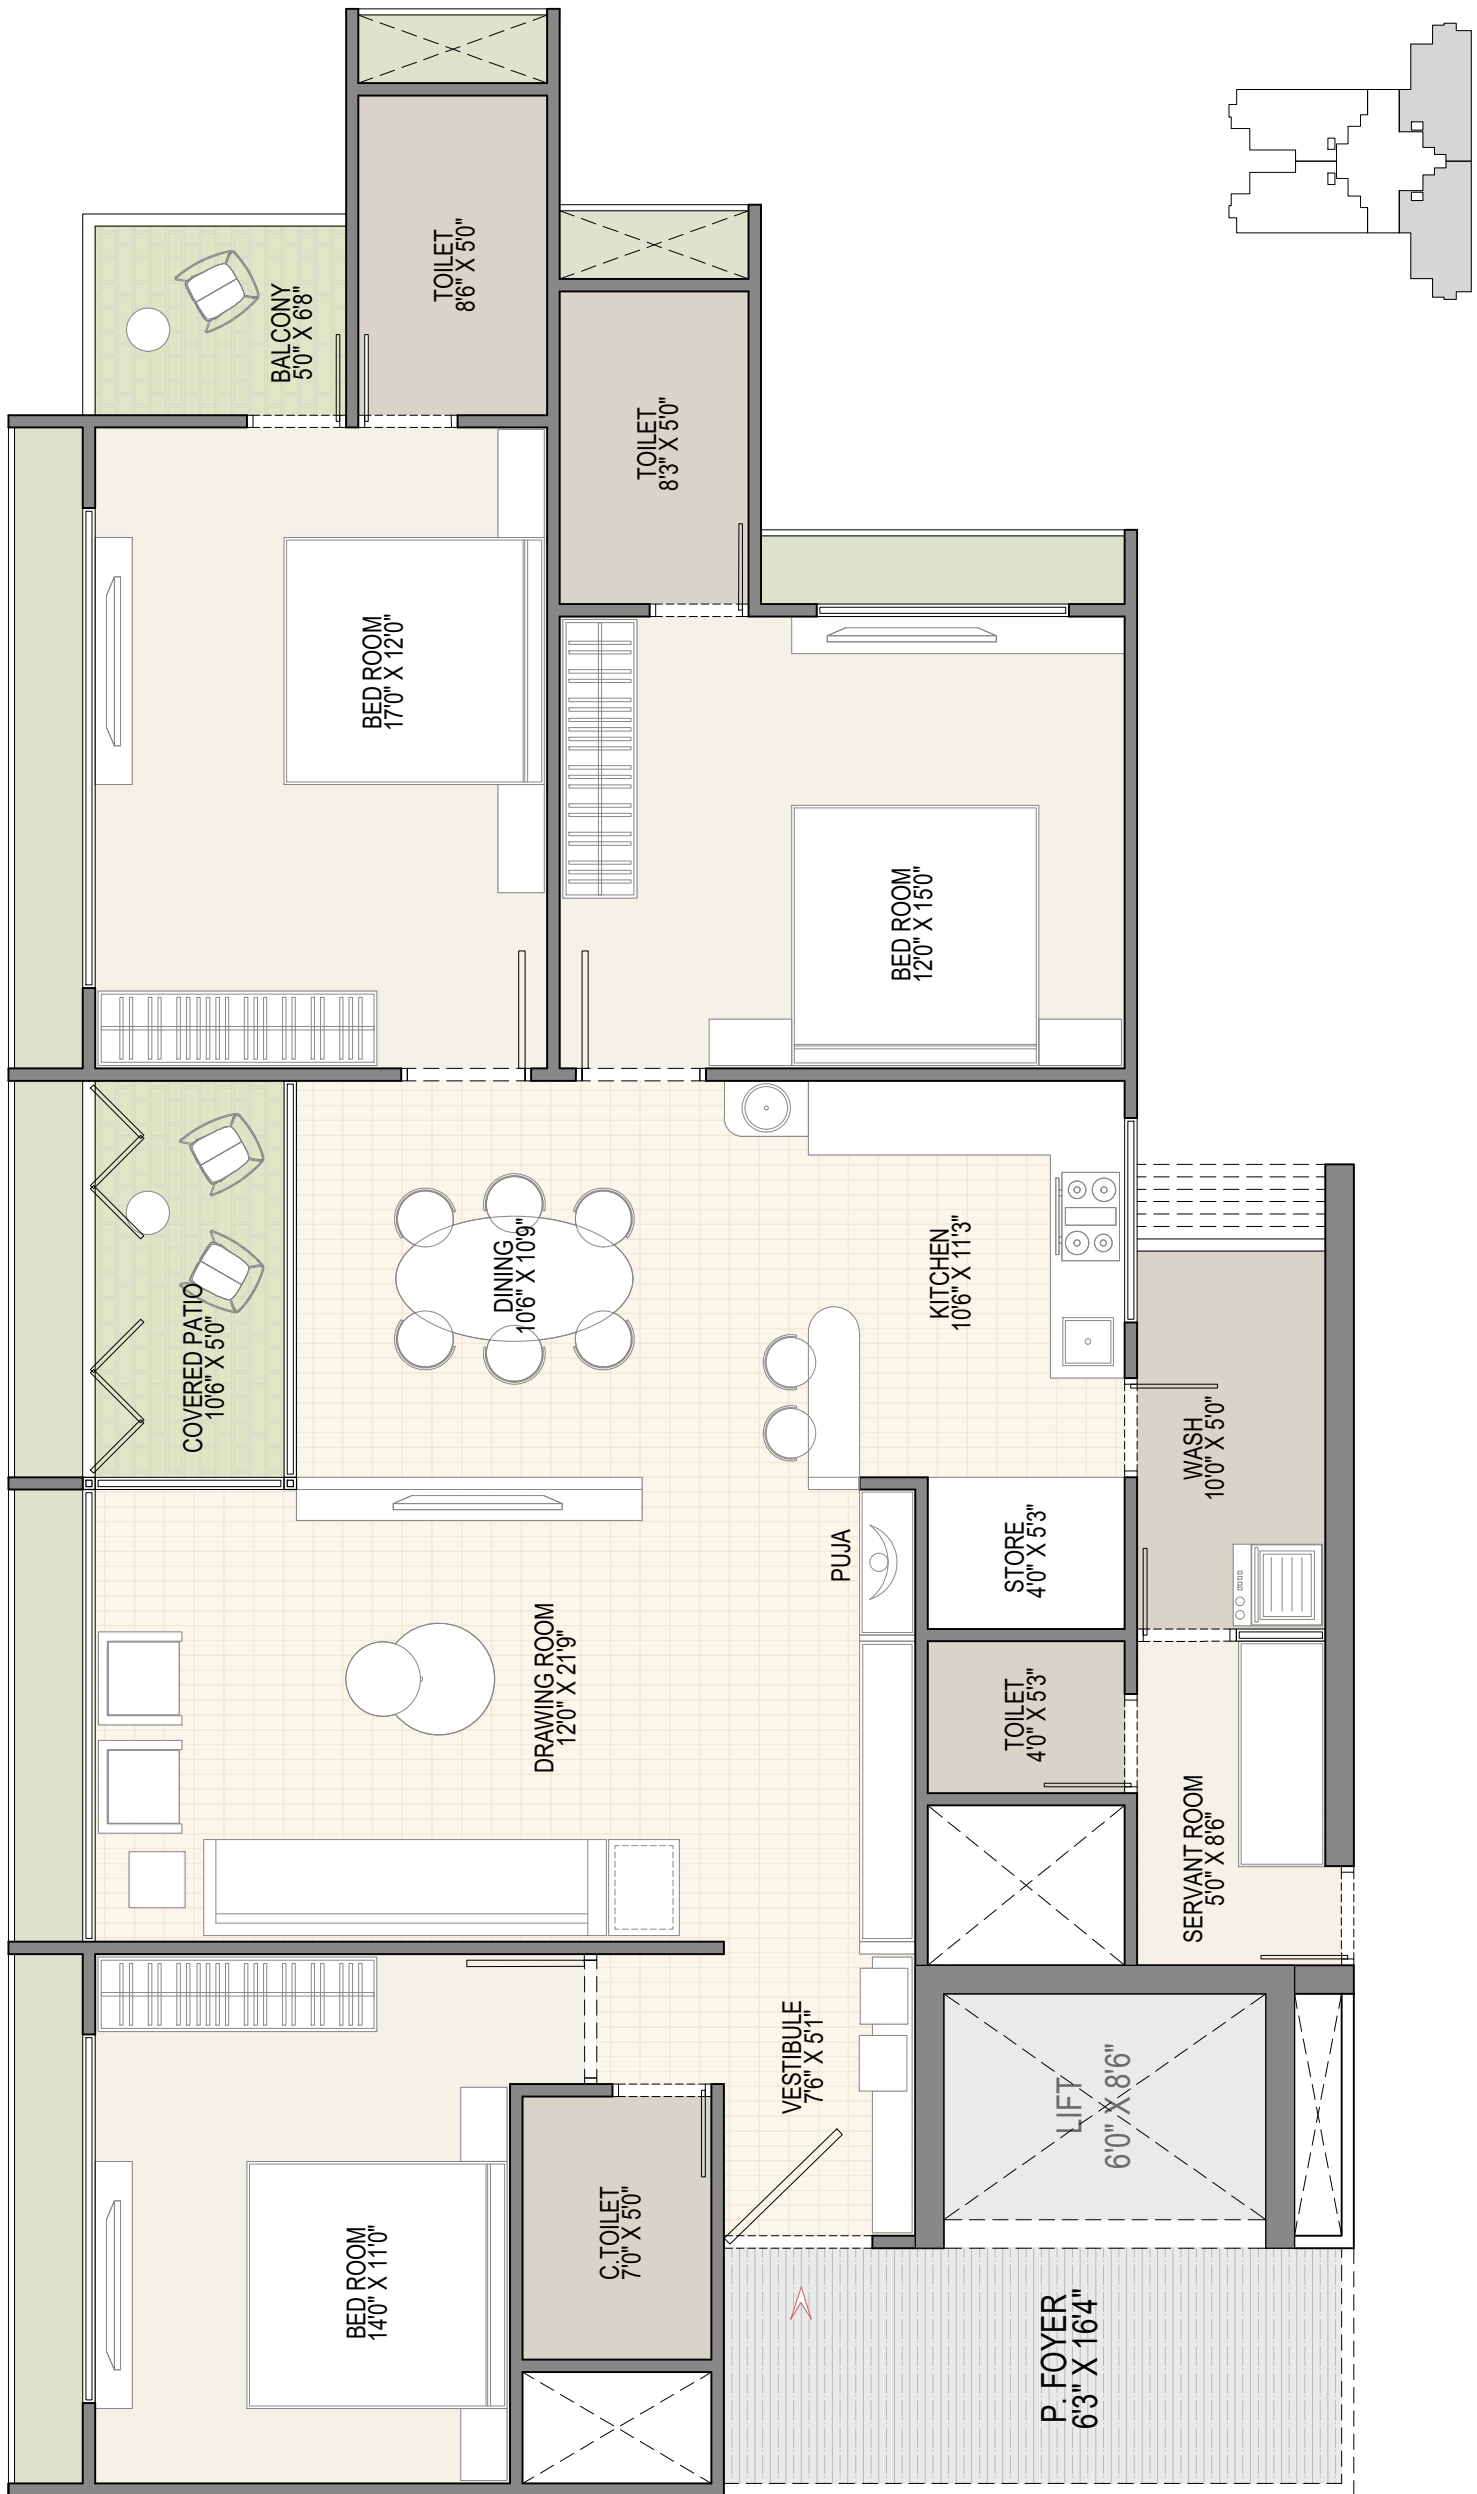 TOILET
8'6" X 5'0"
BALCONY
5'0" X 6'8"
TOILET
8'3" X 5'0"
BED ROOM
17'0" X 12'0"
BED ROOM
12'0" X 15'0"
COVERED PATIO
10'6" X 5'0"
DINING
10'6" X 10'9"
KITCHEN
10'6" X 11'3"
WASH
10'0" X 5'0"
PUJA
STORE
4'0" X 5'3"
DRAWING ROOM
12'0" X 21'9"
TOILET
4'0" X 5'3"
SERVANT ROOM
5'0" X 8'6"
VESTIBULE
7'6" X 5'1"
LIFT
6'0" X 8'6"
C.TOILET
7'0" X 5'0"
BED ROOM
14'0" X 11'0"
P. FOYER
6'3" X 16'4"